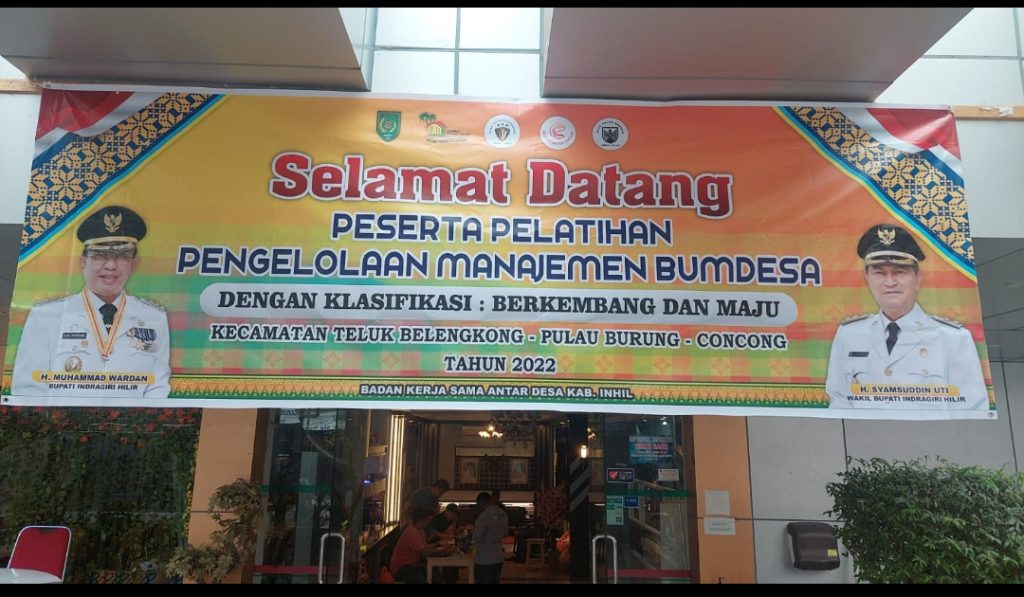 Selamat Datang
PESERTA PELATIHAN
PENGELOLAAN MANAJEMEN BUMDESA
DENGAN KLASIFIKASI : BERKEMBANG DAN MAJU
KECAMATAN TELUK BELENGKONG - PULAU BURUNG - CONCONG
TAHUN 2022
BADAN KERJA SAMA ANTAR DESA KAB. INHIL
H. MUHAMMAD WARDAN
BUPATI INDRAGIRI HILIR
H. SYAMSUDDIN UTI
WAKIL BUPATI INDRAGIRI HILIR